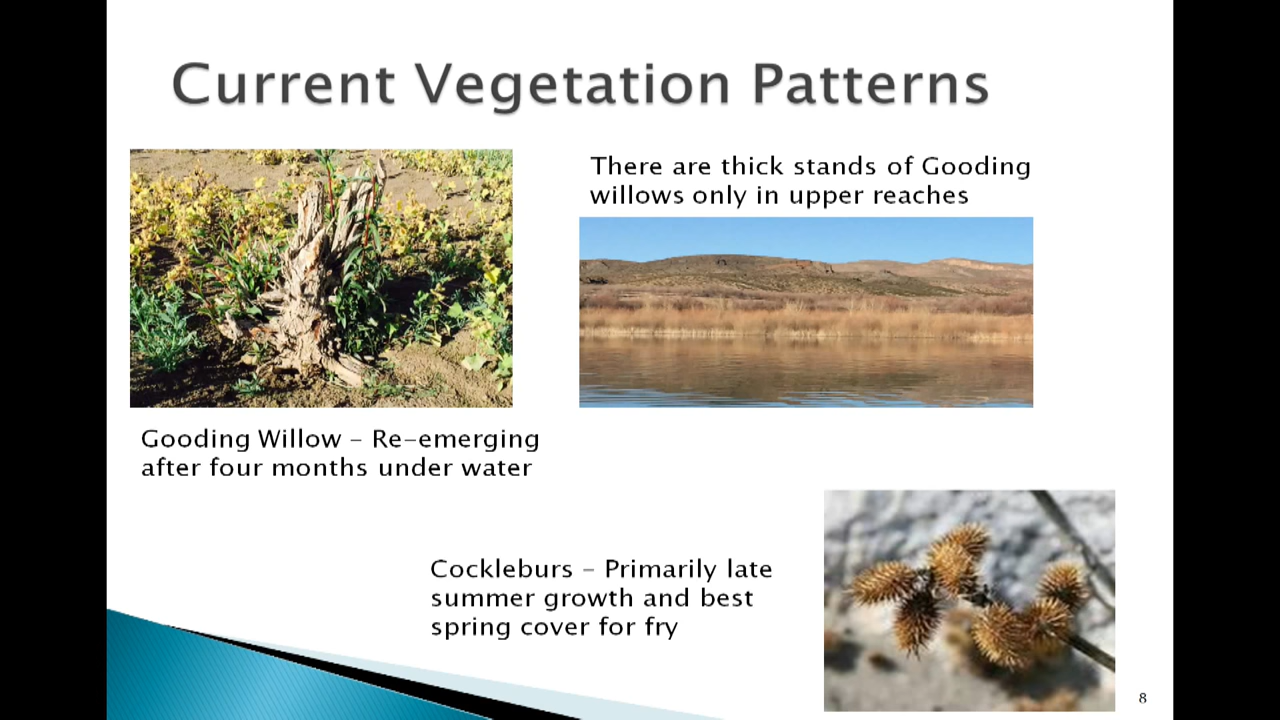 Current Vegetation Patterns
There are thick stands of Gooding
willows only in upper reaches
Gooding Willow – Re-emerging
after four months under water
Cockleburs – Primarily late
summer growth and best
spring cover for fry
8